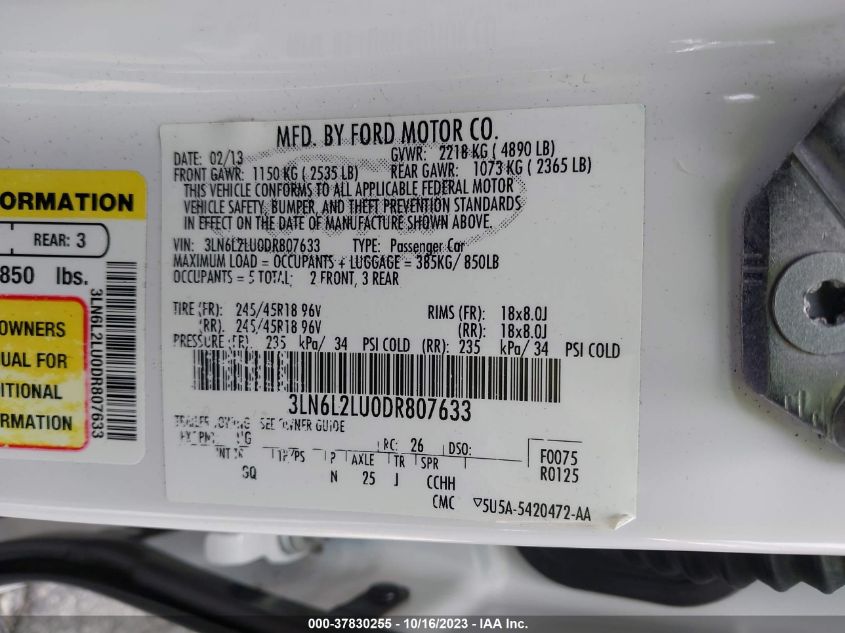 MFD. BY FORD MOTOR CO.
DATE: 02/13 GVWR: 2218 KG ( 4890 LB)
FRONT GAWR: 1150 KG ( 2535 LB) REAR GAWR: 1073 KG ( 2365 LB)
THIS VEHICLE CONFORMS TO ALL APPLICABLE FEDERAL MOTOR
VEHICLE SAFETY, BUMPER, AND THEFT PREVENTION STANDARDS
IN EFFECT ON THE DATE OF MANUFACTURE SHOWN ABOVE.
VIN: 3LN6L2LU0DR807633 TYPE: Passenger Car
MAXIMUM LOAD = OCCUPANTS + LUGGAGE = 385KG/ 850LB
OCCUPANTS = 5 TOTAL: 2 FRONT, 3 REAR
TIRE (FR): 245/45R18 96V RIMS (FR): 18x8.0J
(RR): 245/45R18 96V (RR): 18x8.0J
PRESSURE (FR): 235 kPa/ 34 PSI COLD (RR): 235 kPa/ 34 PSI COLD
3LN6L2LU0DR807633
SEE OWNER GUIDE
RC: 26 DSO: F0075
R0125
TP/PS P AXLE TR SPR
GQ N 25 J CCHH
CMC ▽5U5A-5420472-AA
ORMATION
REAR: 3
850 lbs.
OWNERS
UAL FOR
ITIONAL
RMATION
3LN6L2LU0DR807633
000-37830255 - 10/16/2023 - IAA Inc.